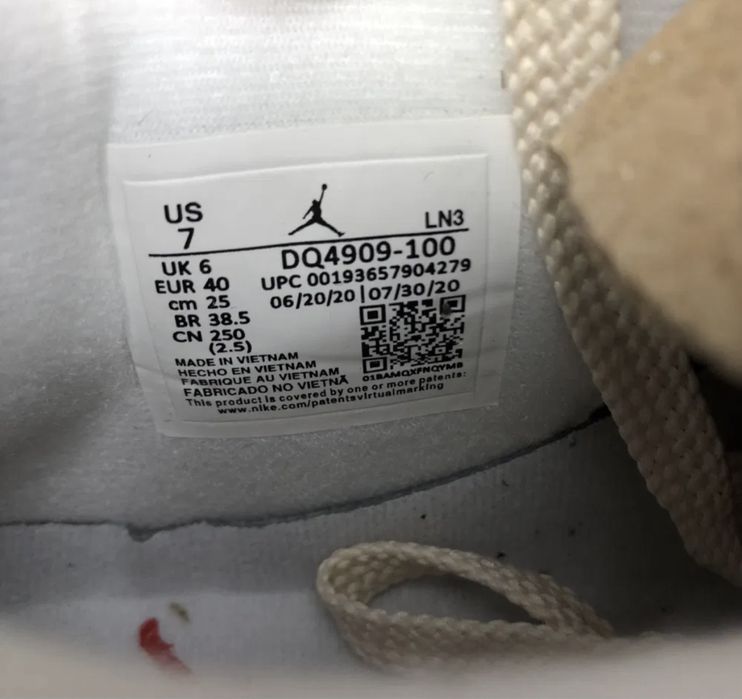 US
7
LN3
UK 6
EUR 40
cm 25
BR 38.5
CN 250
(2.5)
DQ4909-100
UPC 00193657904279
06/20/20 | 07/30/20
01BAMQXFNQYMB
MADE IN VIETNAM
HECHO EN VIETNAM
FABRIQUE AU VIETNAM
FABRICADO NO VIETNÃ
This product is covered by one or more patents:
www.nike.com/patentsvirtualmarking